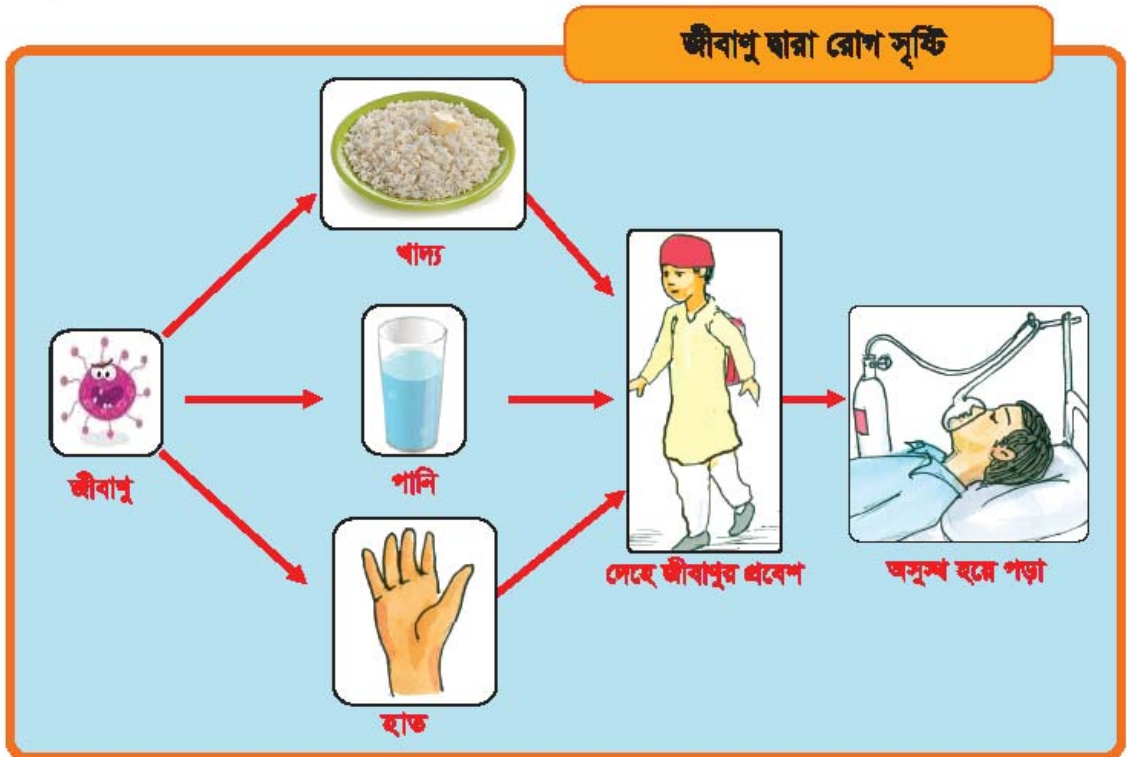 জীবাণু দ্বারা রোগ সৃষ্টি
খাদ্য
জীবাণু
পানি
হাত
দেহে জীবাণুর প্রবেশ
অসুস্থ হয়ে পড়া